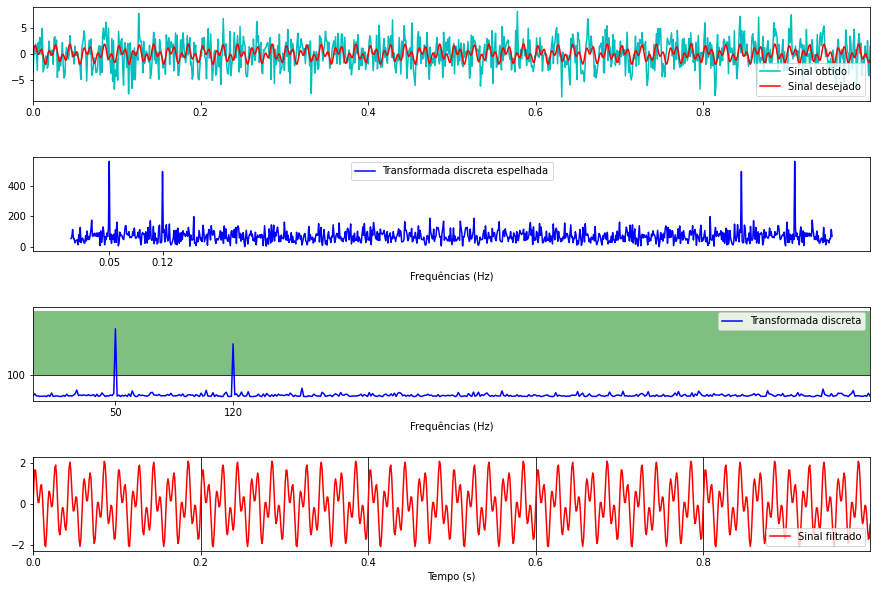 5
0
−5
Sinal obtido
Sinal desejado
0.0 0.2 0.4 0.6 0.8
Transformada discreta espelhada
400
200
0
0.05 0 12
Frequências (Hz)
Transformada discreta
100
50 120
Frequências (Hz)
2
0
−2
Sinal filtrado
0.0 0.2 0.4 0.6 0.8
Tempo (s)